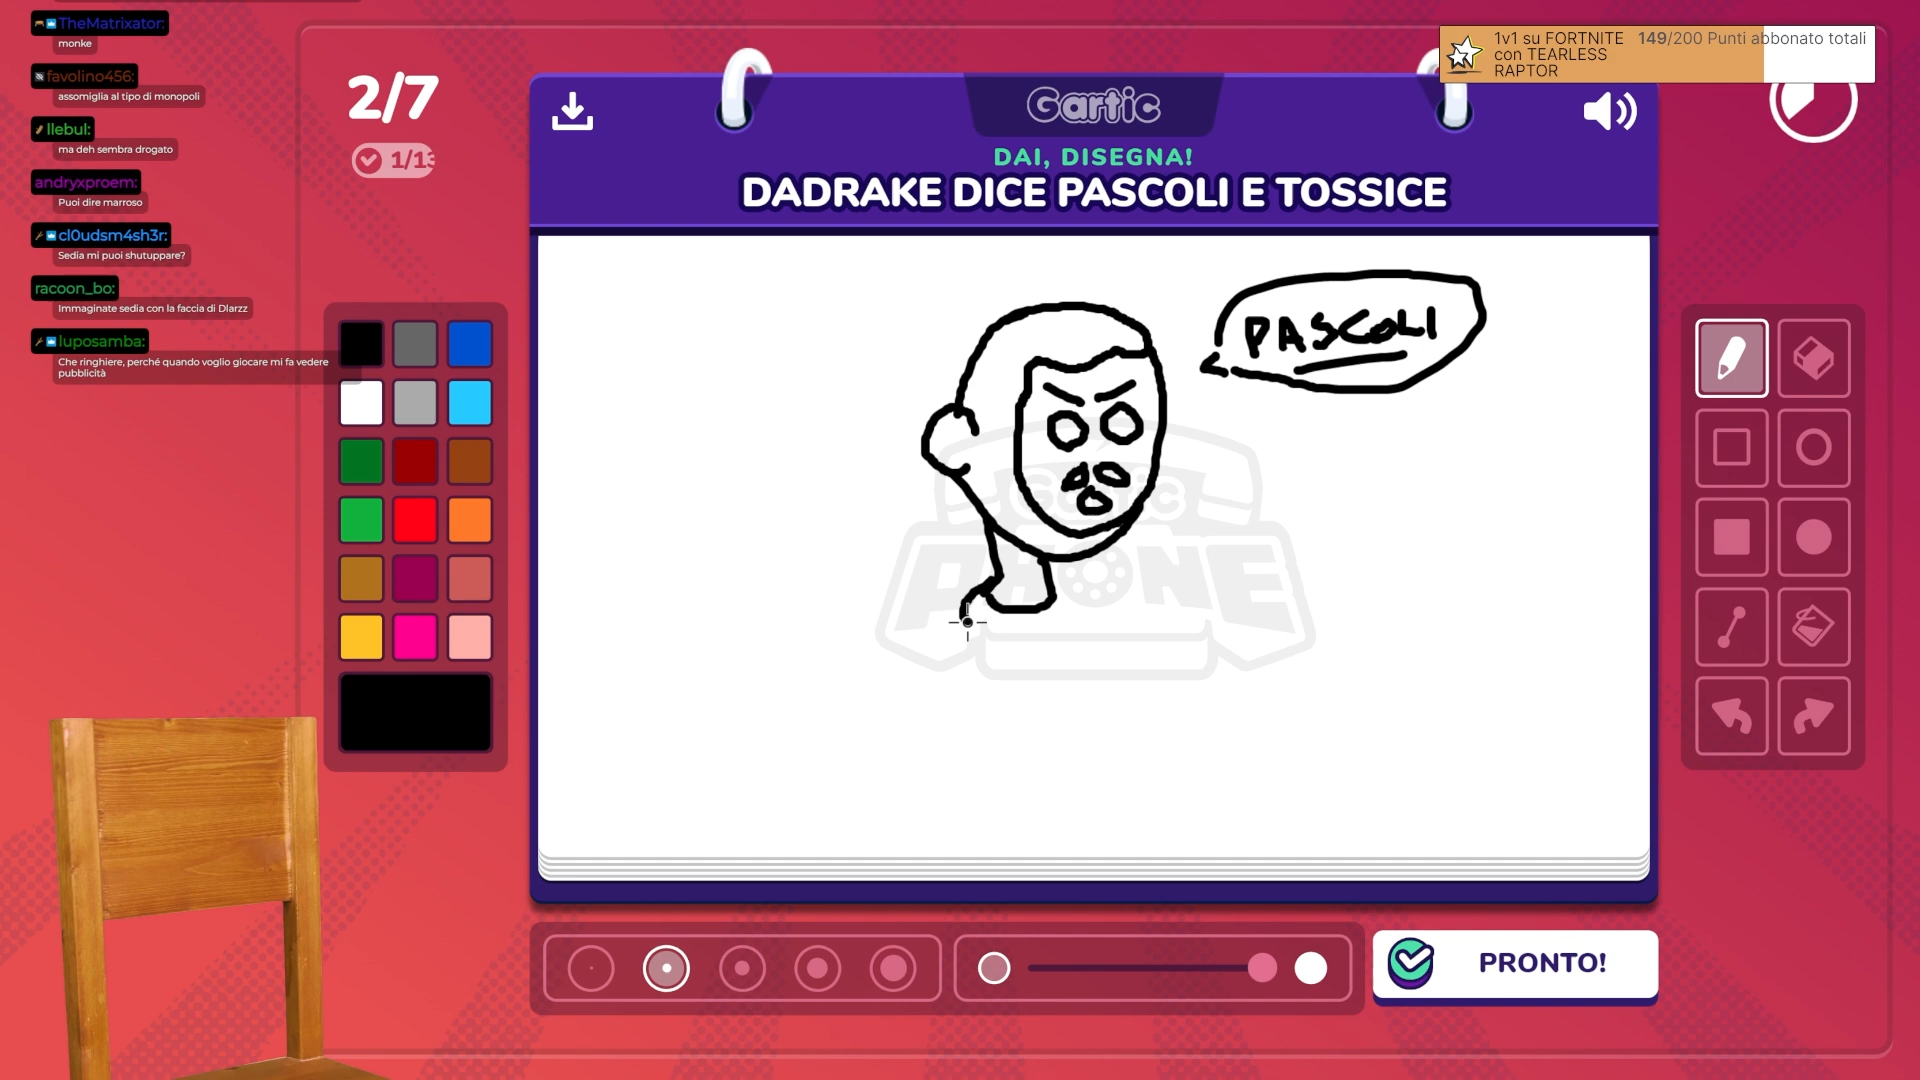 TheMatrixator:
monke
favolino456:
assomiglia al tipo di monopoli
llebul:
ma deh sembra drogato
andryxproem:
Puoi dire marroso
cl0udsm4sh3r:
Sedia mi puoi shutuppare?
racoon_bo:
Immaginate sedia con la faccia di Dlarzz
luposamba:
Che ringhiere, perché quando voglio giocare mi fa vedere
pubblicità
2/7
1/13
Gartic
DAI, DISEGNA!
DADRAKE DICE PASCOLI E TOSSICE
1v1 su FORTNITE
con TEARLESS
RAPTOR
149/200 Punti abbonato totali
PASCOLI
GARTIC
PHONE
PRONTO!